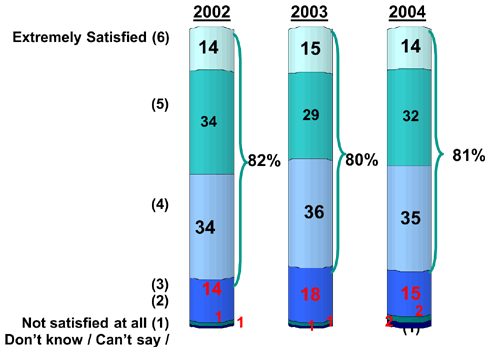 2002 2003 2004
Extremely Satisfied (6) 14 15 14
(5) 34 29 32
82% 80% 81%
(4) 34 36 35
(3) 14 18 15
(2)
1 1 1 1 2 2
Not satisfied at all (1)
Don't know / Can't say /